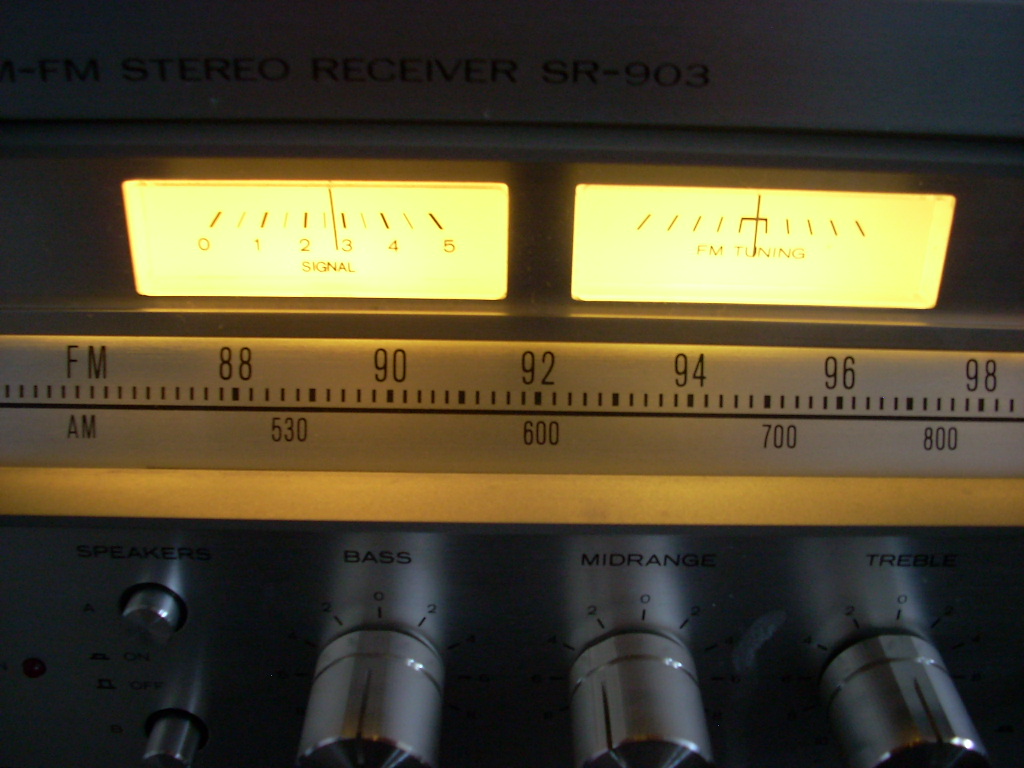 M-FM STEREO RECEIVER SR-903
0 1 2 3 4 5
SIGNAL
FM TUNING
FM 88 90 92 94 96 98
AM 530 600 700 800
SPEAKERS BASS MIDRANGE TREBLE
2 0 2 2 0 2 2 0 2
A
ON
OFF
B